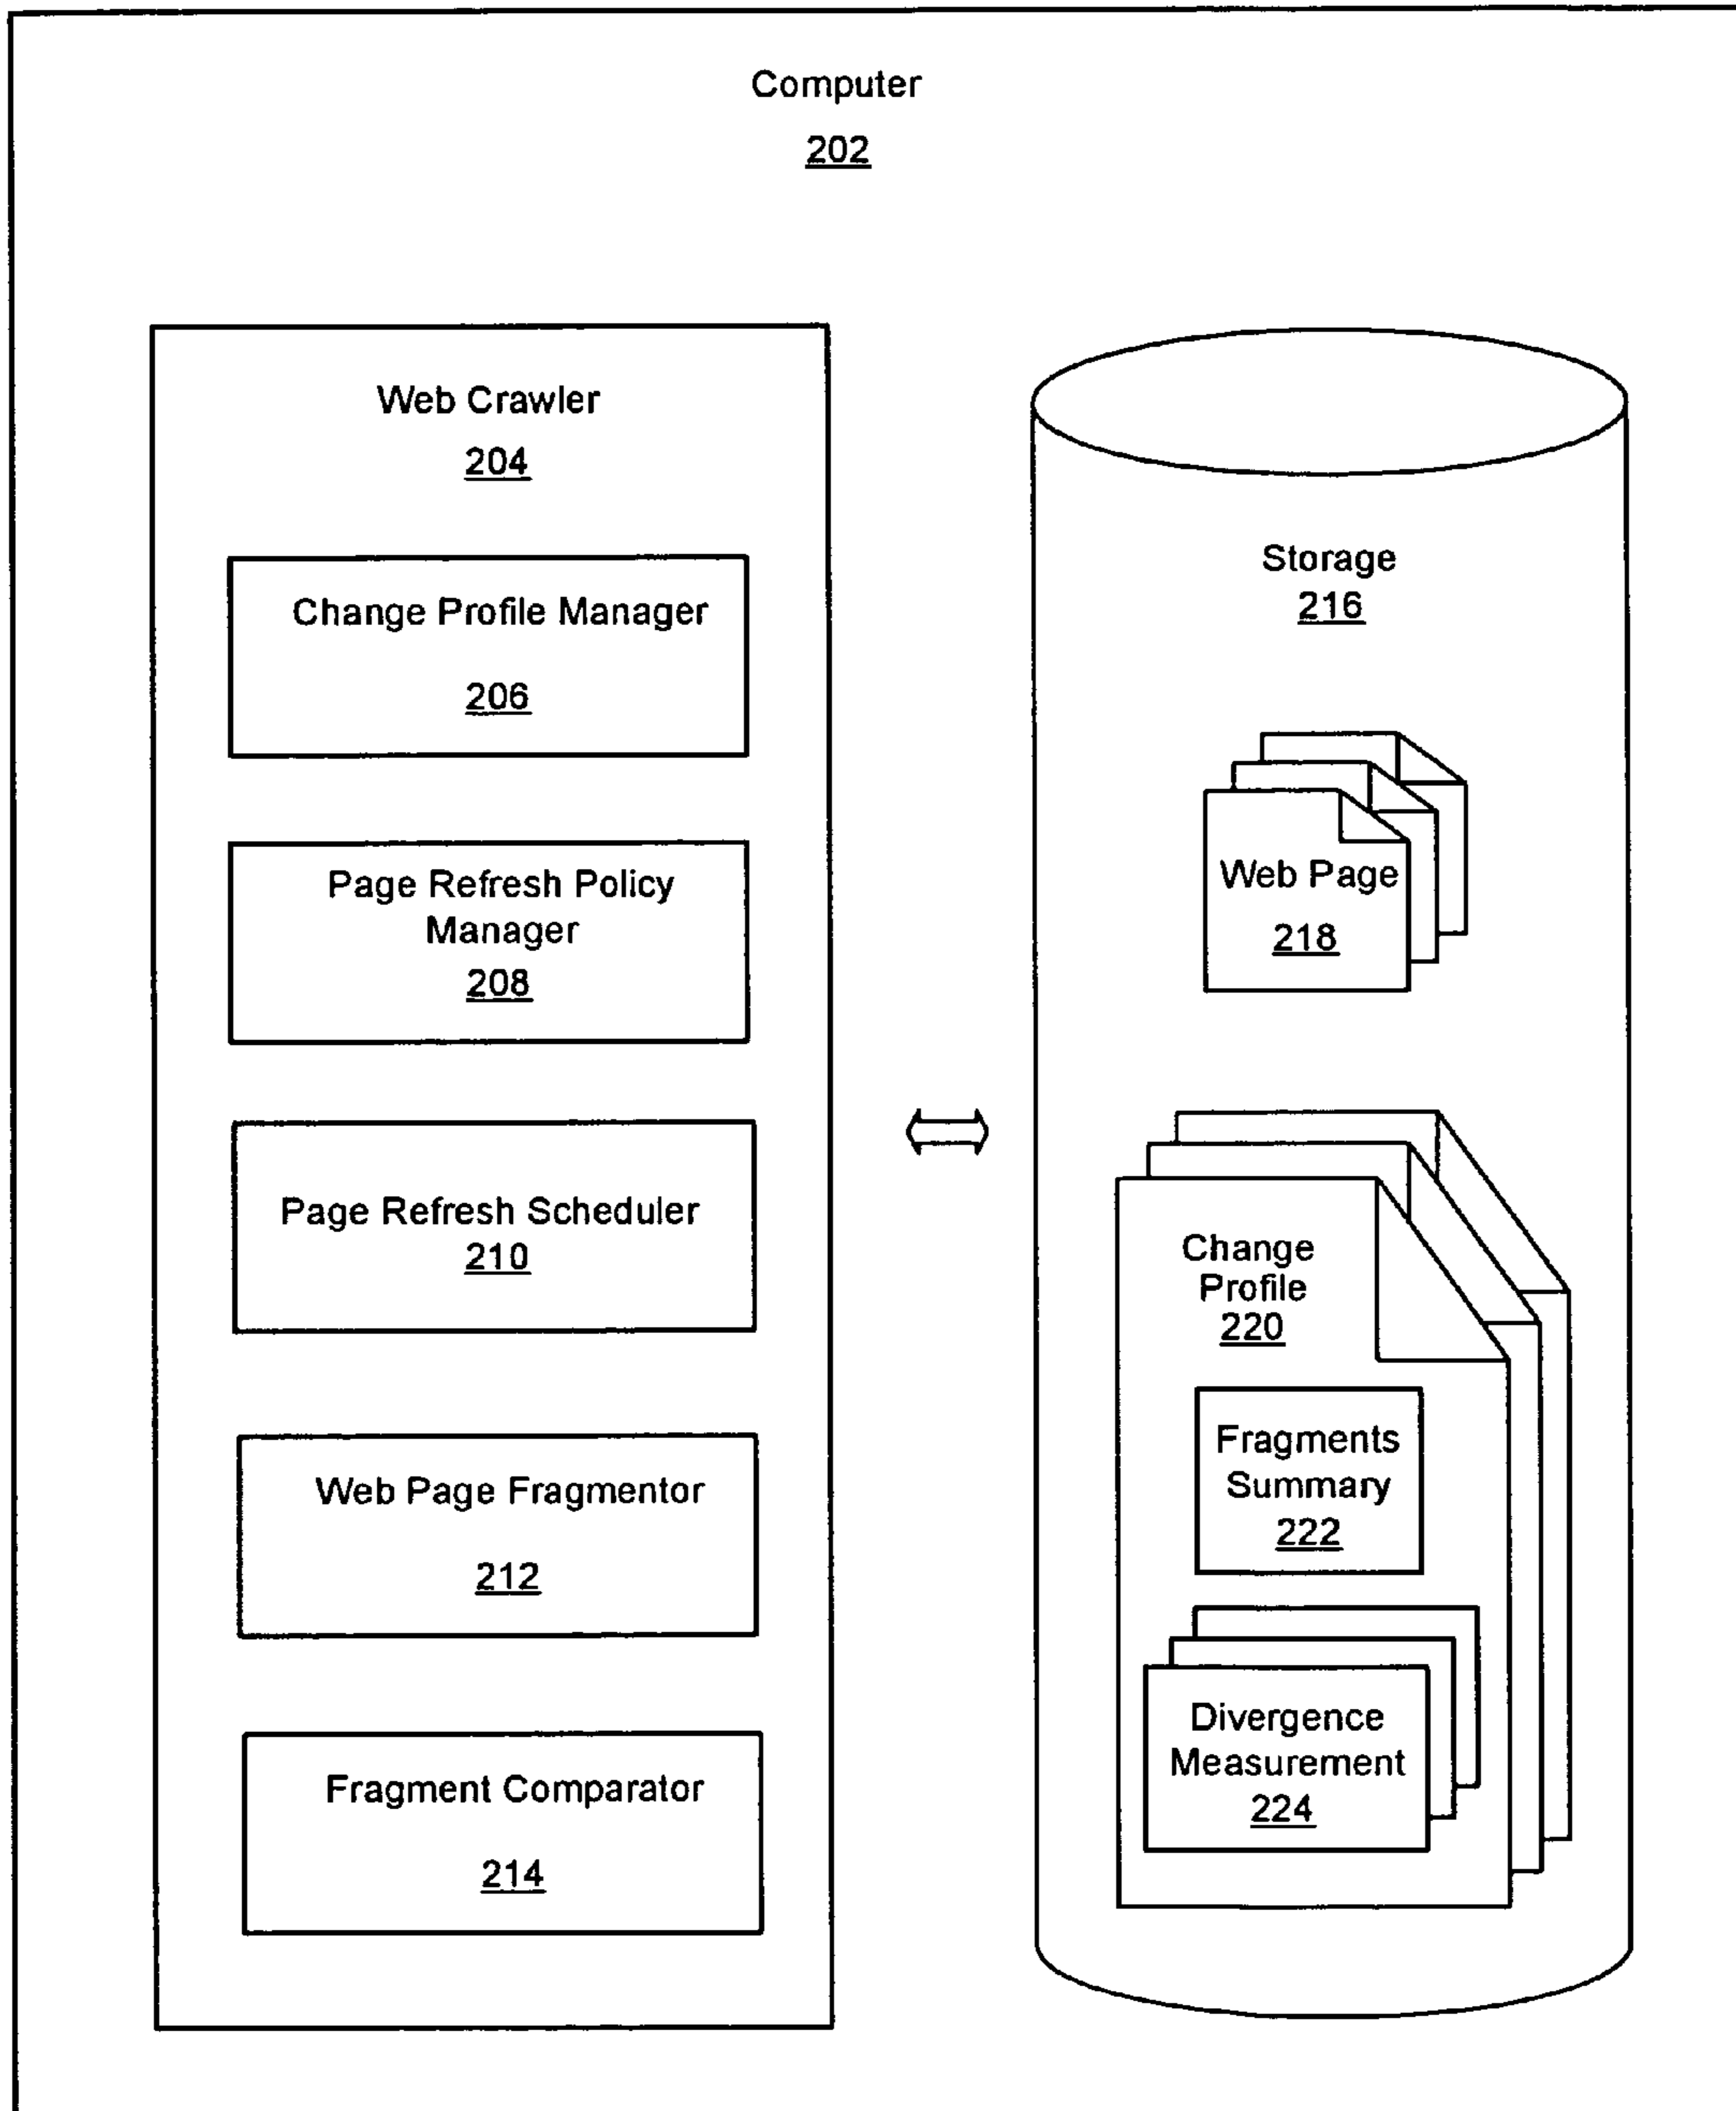 Computer
202
Web Crawler
204
Change Profile Manager
206
Page Refresh Policy
Manager
208
Page Refresh Scheduler
210
Web Page Fragmentor
212
Fragment Comparator
214
Storage
216
Web Page
218
Change
Profile
220
Fragments
Summary
222
Divergence
Measurement
224